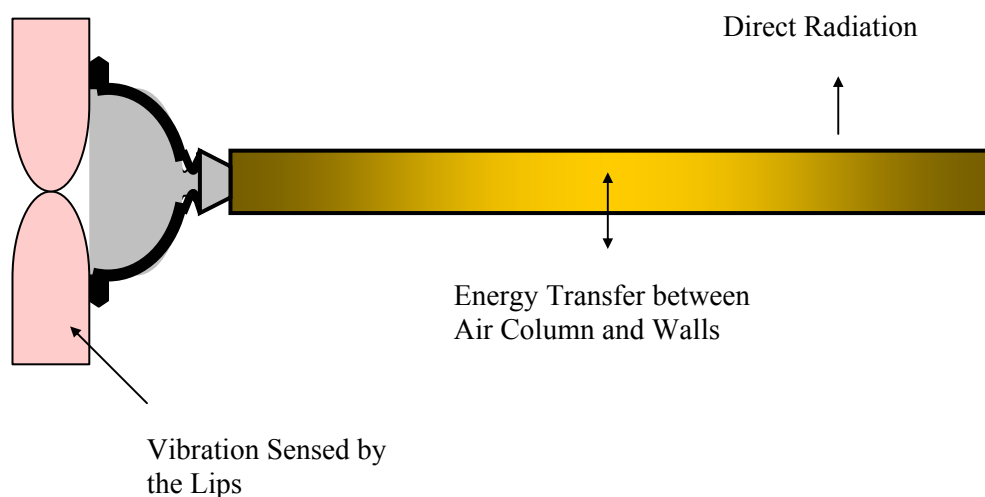 Direct Radiation
Energy Transfer between
Air Column and Walls
Vibration Sensed by
the Lips